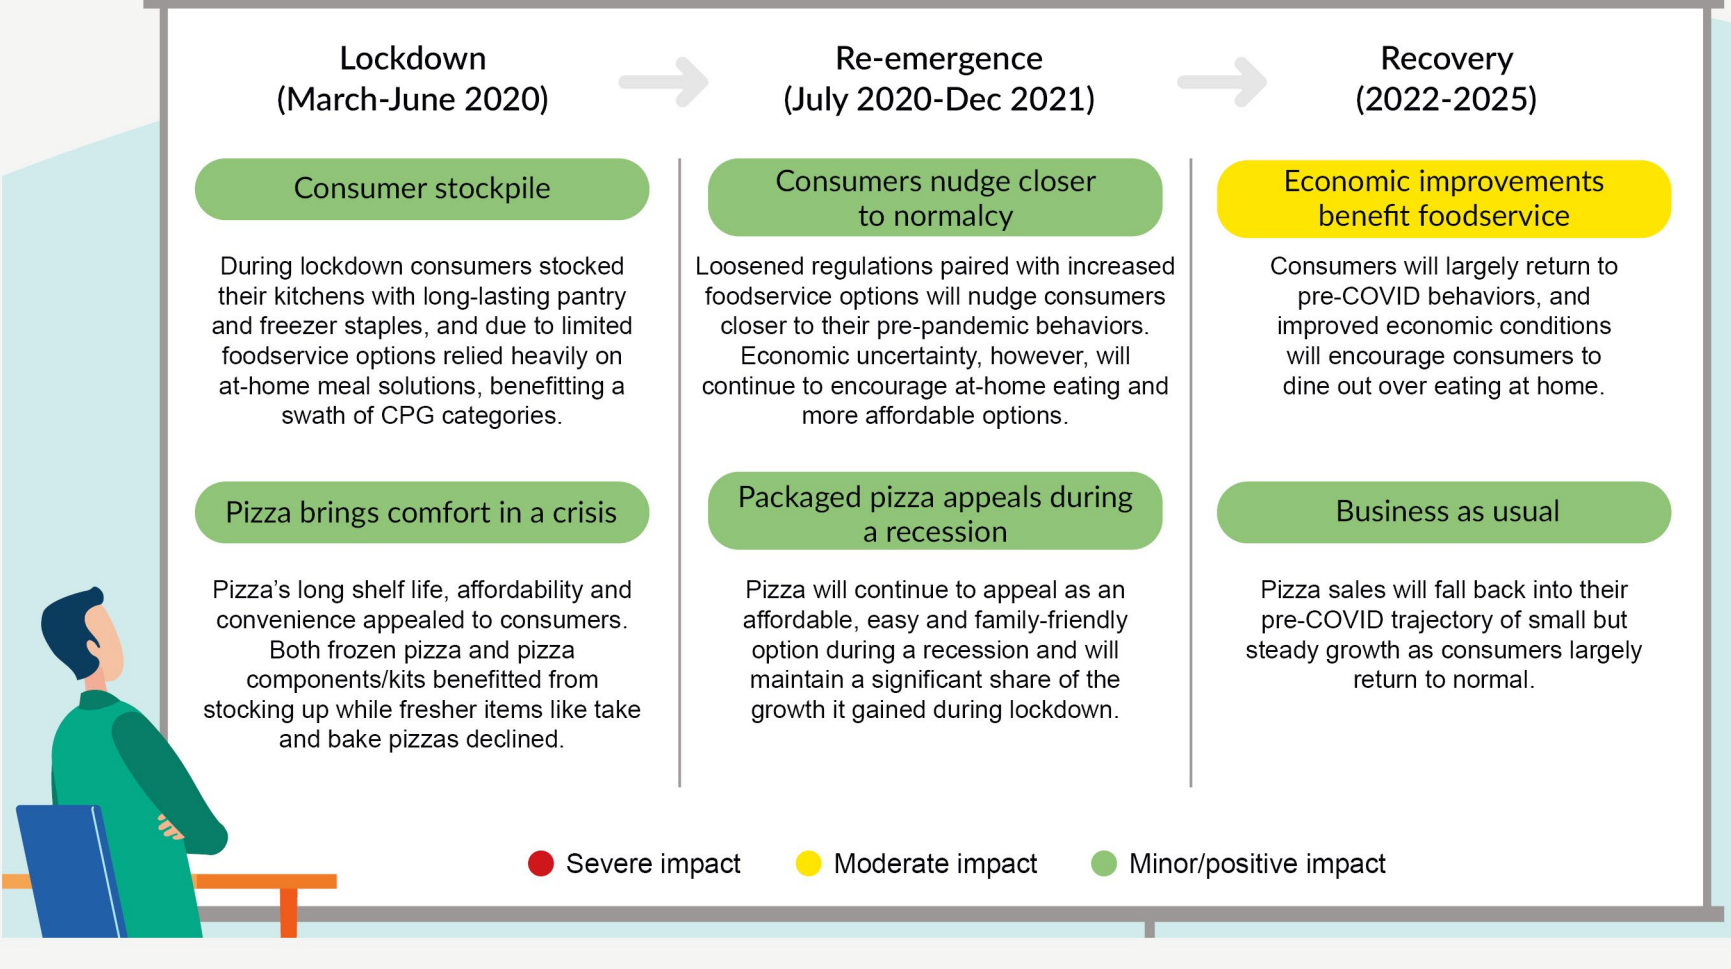 Lockdown
(March-June 2020)
Re-emergence
(July 2020-Dec 2021)
Recovery
(2022-2025)
Consumer stockpile
During lockdown consumers stocked
their kitchens with long-lasting pantry
and freezer staples, and due to limited
foodservice options relied heavily on
at-home meal solutions, benefitting a
swath of CPG categories.
Pizza brings comfort in a crisis
Pizza’s long shelf life, affordability and
convenience appealed to consumers.
Both frozen pizza and pizza
components/kits benefitted from
stocking up while fresher items like take
and bake pizzas declined.
Consumers nudge closer
to normalcy
Loosened regulations paired with increased
foodservice options will nudge consumers
closer to their pre-pandemic behaviors.
Economic uncertainty, however, will
continue to encourage at-home eating and
more affordable options.
Packaged pizza appeals during
a recession
Pizza will continue to appeal as an
affordable, easy and family-friendly
option during a recession and will
maintain a significant share of the
growth it gained during lockdown.
Economic improvements
benefit foodservice
Consumers will largely return to
pre-COVID behaviors, and
improved economic conditions
will encourage consumers to
dine out over eating at home.
Business as usual
Pizza sales will fall back into their
pre-COVID trajectory of small but
steady growth as consumers largely
return to normal.
Severe impact
Moderate impact
Minor/positive impact